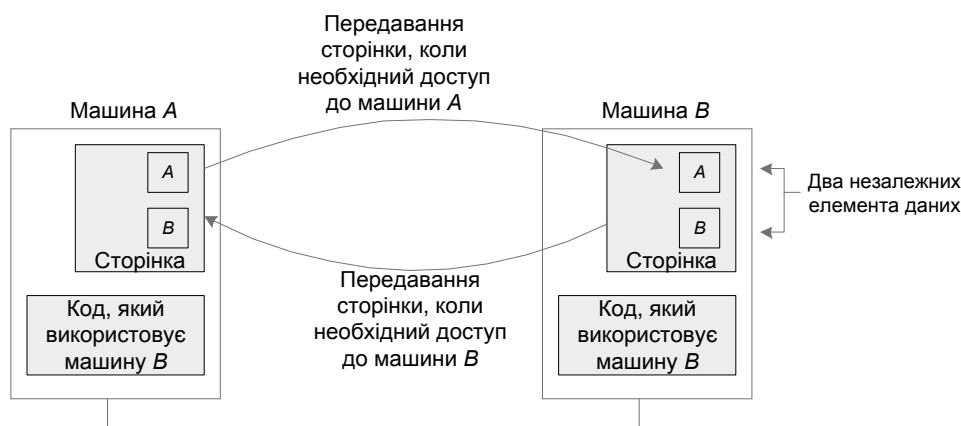 Передавання
сторінки, коли
необхідний доступ
до машини А
Машина А
Машина В
А
В
Сторінка
А
В
Сторінка
Два незалежних
елемента даних
Передавання
сторінки, коли
необхідний доступ
до машини В
Код, який
використовує
машину В
Код, який
використовує
машину В